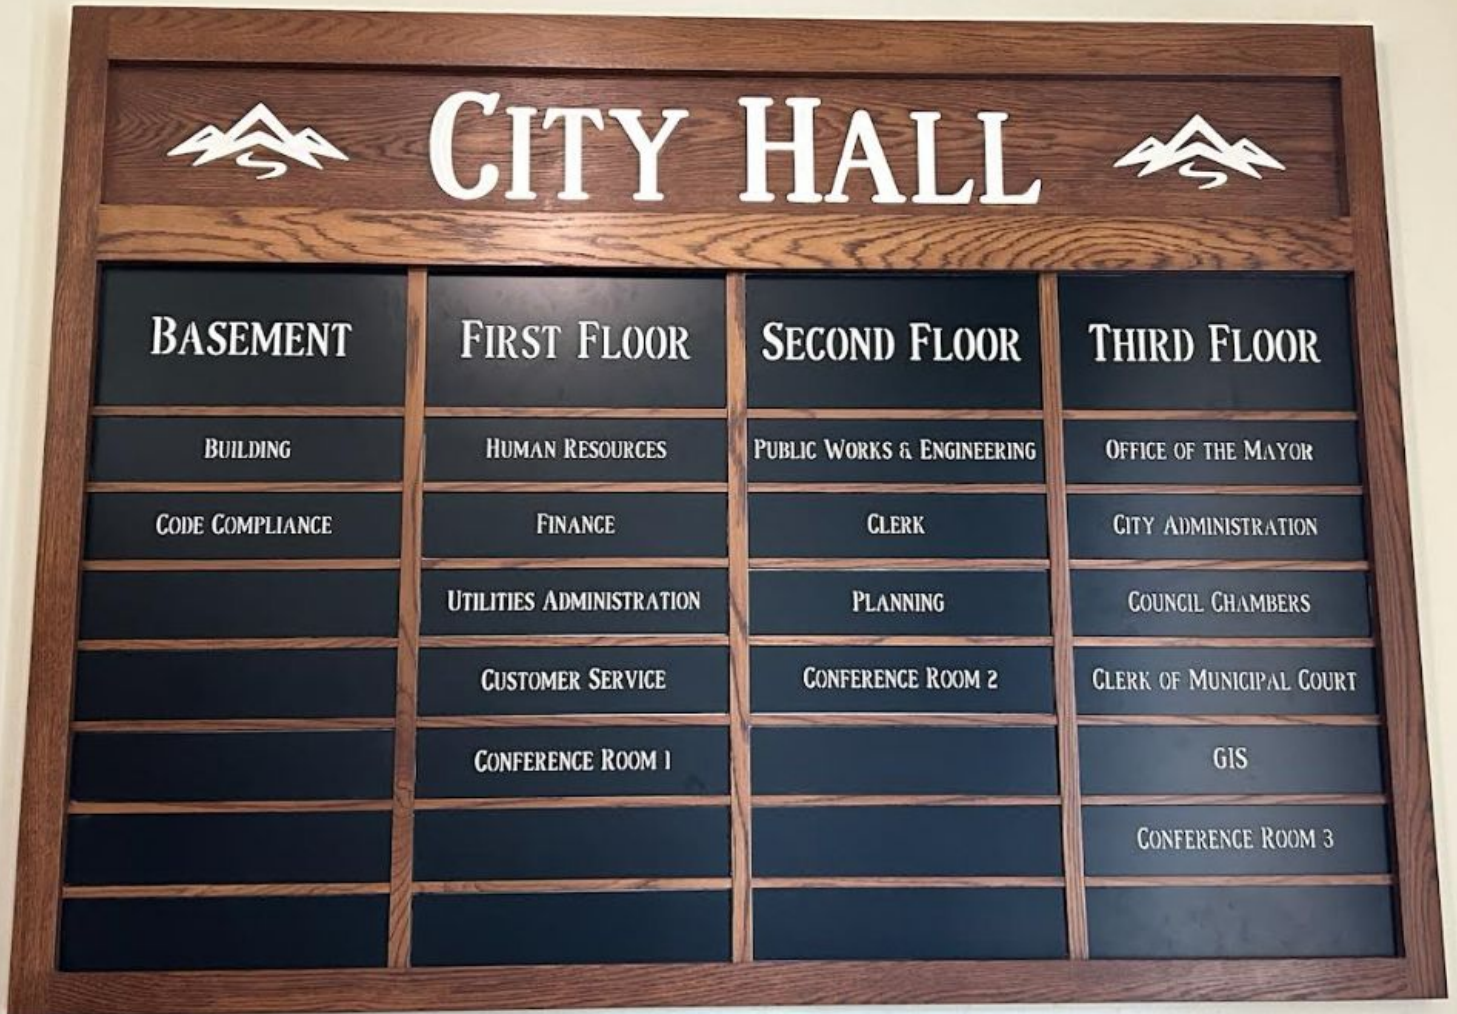 City Hall
Basement
Building
Code Compliance
First Floor
Human Resources
Finance
Utilities Administration
Customer Service
Conference Room 1
Second Floor
Public Works & Engineering
Clerk
Planning
Conference Room 2
Third Floor
Office of the Mayor
City Administration
Council Chambers
Clerk of Municipal Court
GIS
Conference Room 3